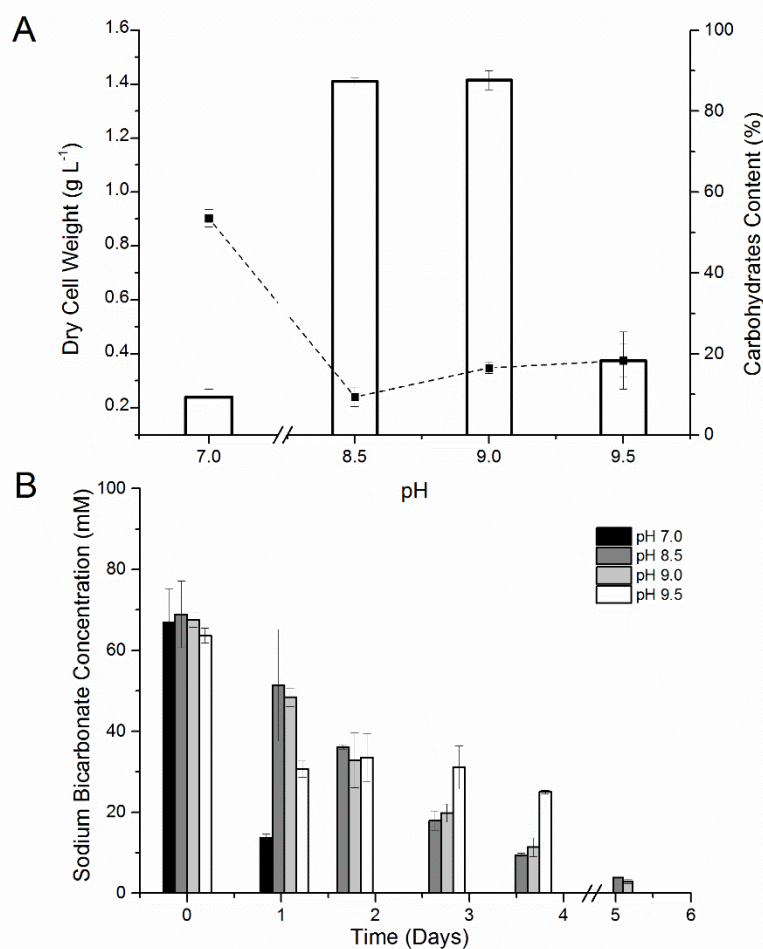 A
1.6
1.4
1.2
1.0
0.8
0.6
0.4
0.2
Dry Cell Weight (g L-1)
100
80
60
40
20
0
Carbohydrates Content (%)
7.0 8.5 9.0 9.5
pH
B
100
80
60
40
20
0
Sodium Bicarbonate Concentration (mM)
pH 7.0
pH 8.5
pH 9.0
pH 9.5
0 1 2 3 4 5 6
Time (Days)